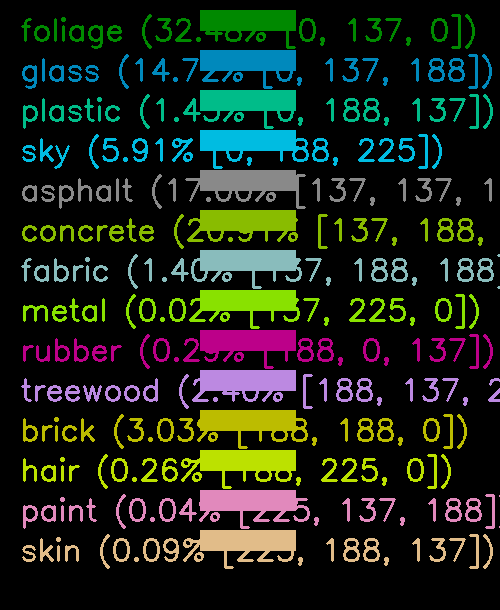 foliage (32.48% [0, 137, 0])
glass (14.72% [0, 137, 188])
plastic (1.45% [0, 188, 137])
sky (5.91% [0, 188, 225])
asphalt (17.00% [137, 137, 1
concrete (20.91% [137, 188,
fabric (1.40% [137, 188, 188]
metal (0.02% [137, 225, 0])
rubber (0.29% [188, 0, 137])
treewood (2.40% [188, 137, 2
brick (3.03% [188, 188, 0])
hair (0.26% [188, 225, 0])
paint (0.04% [225, 137, 188]
skin (0.09% [225, 188, 137])